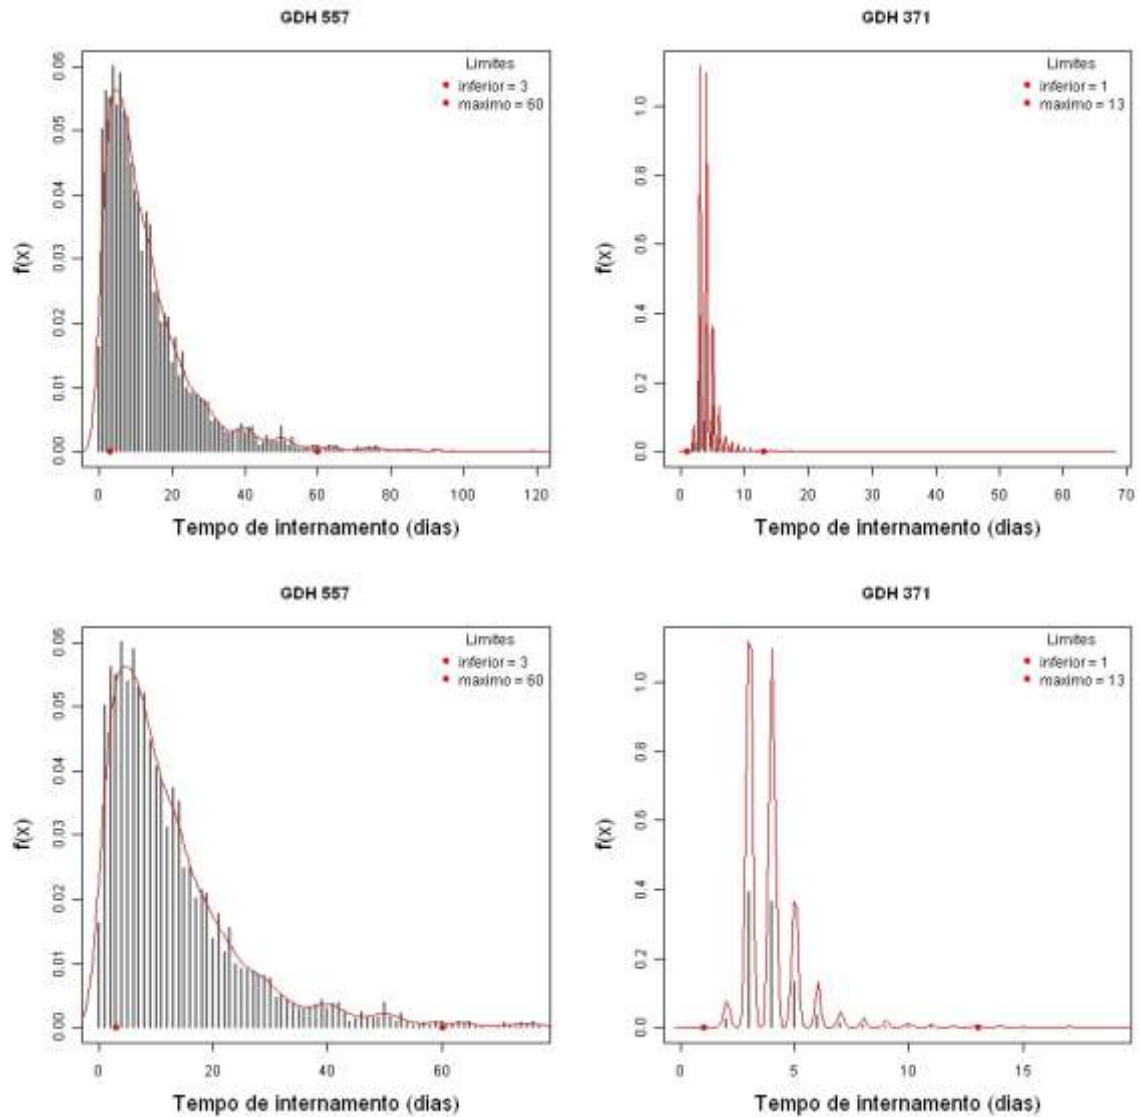 GDH 557
Limites
inferior = 3
maximo = 60
f(x)
0.00 0.01 0.02 0.03 0.04 0.05 0.06
0 20 40 60 80 100 120
Tempo de internamento (dias)
GDH 371
Limites
inferior = 1
maximo = 13
f(x)
0.0 0.2 0.4 0.6 0.8 1.0
0 10 20 30 40 50 60 70
Tempo de internamento (dias)
GDH 557
Limites
inferior = 3
maximo = 60
f(x)
0.00 0.01 0.02 0.03 0.04 0.05 0.06
0 20 40 60
Tempo de internamento (dias)
GDH 371
Limites
inferior = 1
maximo = 13
f(x)
0.0 0.2 0.4 0.6 0.8 1.0
0 5 10 15
Tempo de internamento (dias)